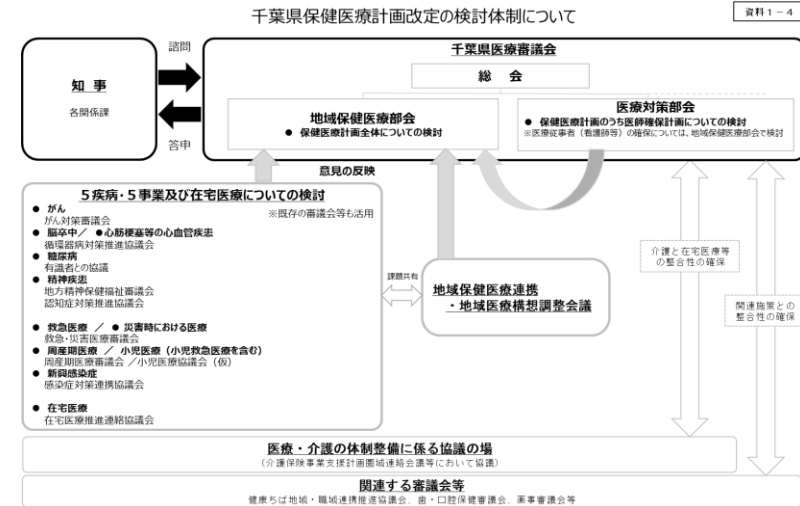 千葉県保健医療計画改定の検討体制について
資料１－４
知 事
各関係課
諮問
答申
千葉県医療審議会
総 会
地域保健医療部会
● 保健医療計画全体についての検討
医療対策部会
● 保健医療計画のうち医師確保計画についての検討
※医療従事者（看護師等）の確保については、地域保健医療部会で検討
意見の反映
５疾病・５事業及び在宅医療についての検討
※既存の審議会等も活用
● がん
がん対策審議会
● 脳卒中／ ●心筋梗塞等の心血管疾患
循環器病対策推進協議会
● 糖尿病
有識者との協議
● 精神疾患
地方精神保健福祉審議会
認知症対策推進協議会
● 救急医療 ／ ● 災害時における医療
救急・災害医療審議会
● 周産期医療 ／ 小児医療（小児救急医療を含む）
周産期医療審議会 ／小児医療協議会（仮）
● 新興感染症
感染症対策連携協議会
● 在宅医療
在宅医療推進連絡協議会
課題共有
地域保健医療連携
・地域医療構想調整会議
介護と在宅医療等
の整合性の確保
関連施策との
整合性の確保
医療・介護の体制整備に係る協議の場
（介護保険事業支援計画圏域連絡会議等において協議）
関連する審議会等
健康ちば地域・職域連携推進協議会、歯・口腔保健審議会、薬事審議会等